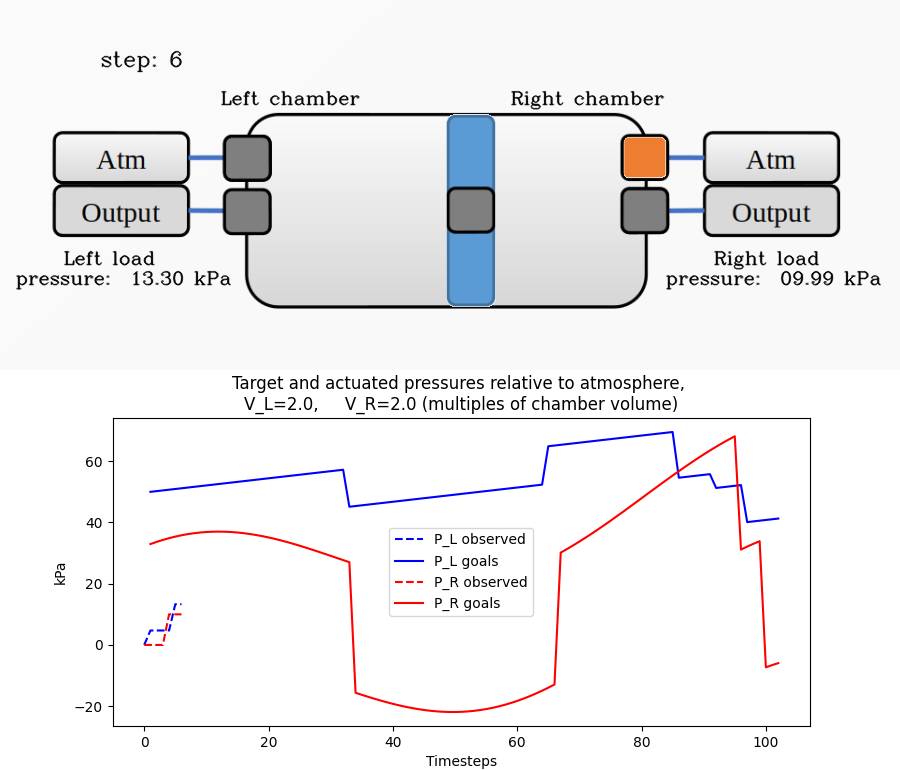 step: 6
Left chamber
Right chamber
Atm
Atm
Output
Output
Left load
pressure: 13.30 kPa
Right load
pressure: 09.99 kPa
Target and actuated pressures relative to atmosphere,
V_L=2.0, V_R=2.0 (multiples of chamber volume)
kPa
60
40
20
0
−20
P_L observed
P_L goals
P_R observed
P_R goals
0 20 40 60 80 100
Timesteps